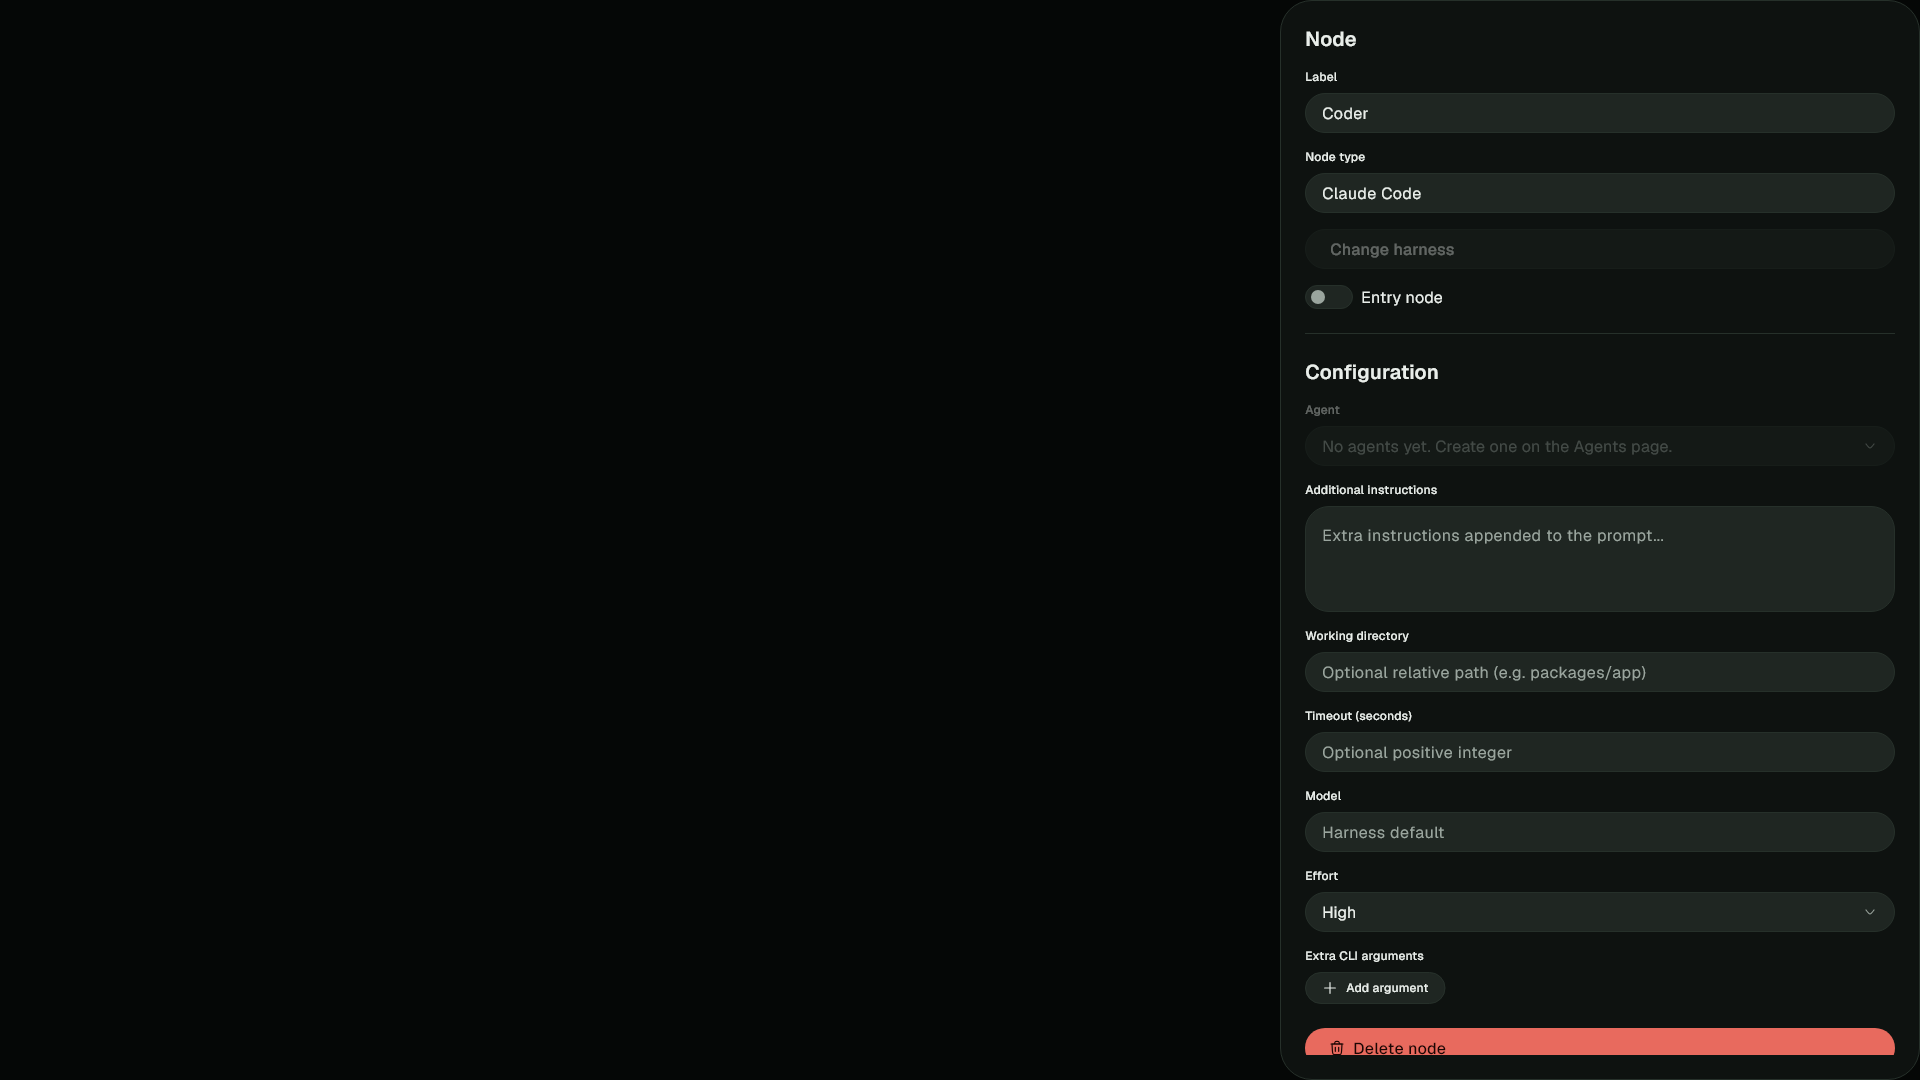 Node
Label
Coder
Node type
Claude Code
Change harness
Entry node
Configuration
Agent
No agents yet. Create one on the Agents page.
Additional instructions
Extra instructions appended to the prompt...
Working directory
Optional relative path (e.g. packages/app)
Timeout (seconds)
Optional positive integer
Model
Harness default
Effort
High
Extra CLI arguments
Add argument
Delete node